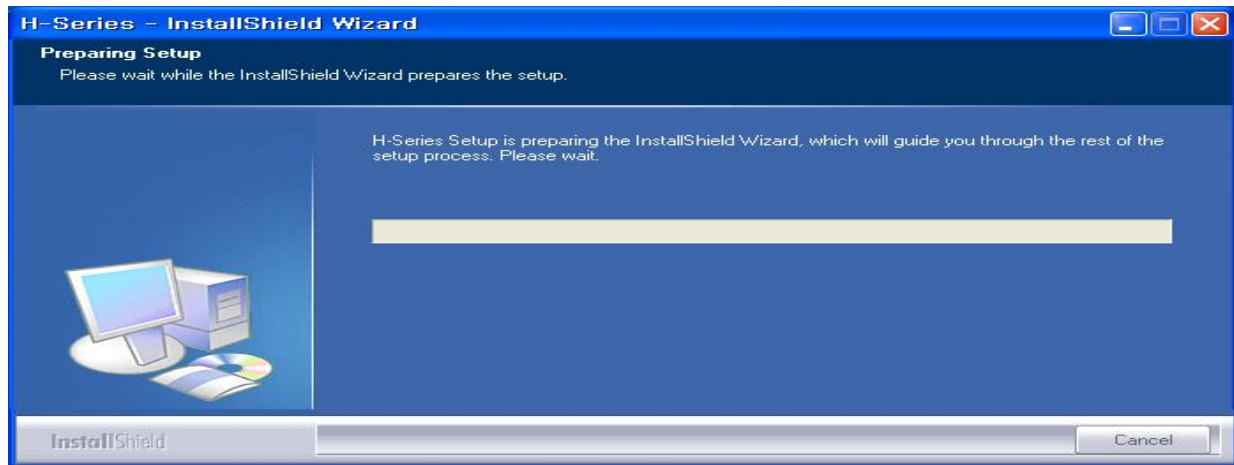 H-Series - InstallShield Wizard
Preparing Setup
Please wait while the InstallShield Wizard prepares the setup.
H-Series Setup is preparing the InstallShield Wizard, which will guide you through the rest of the
setup process. Please wait.
InstallShield
Cancel